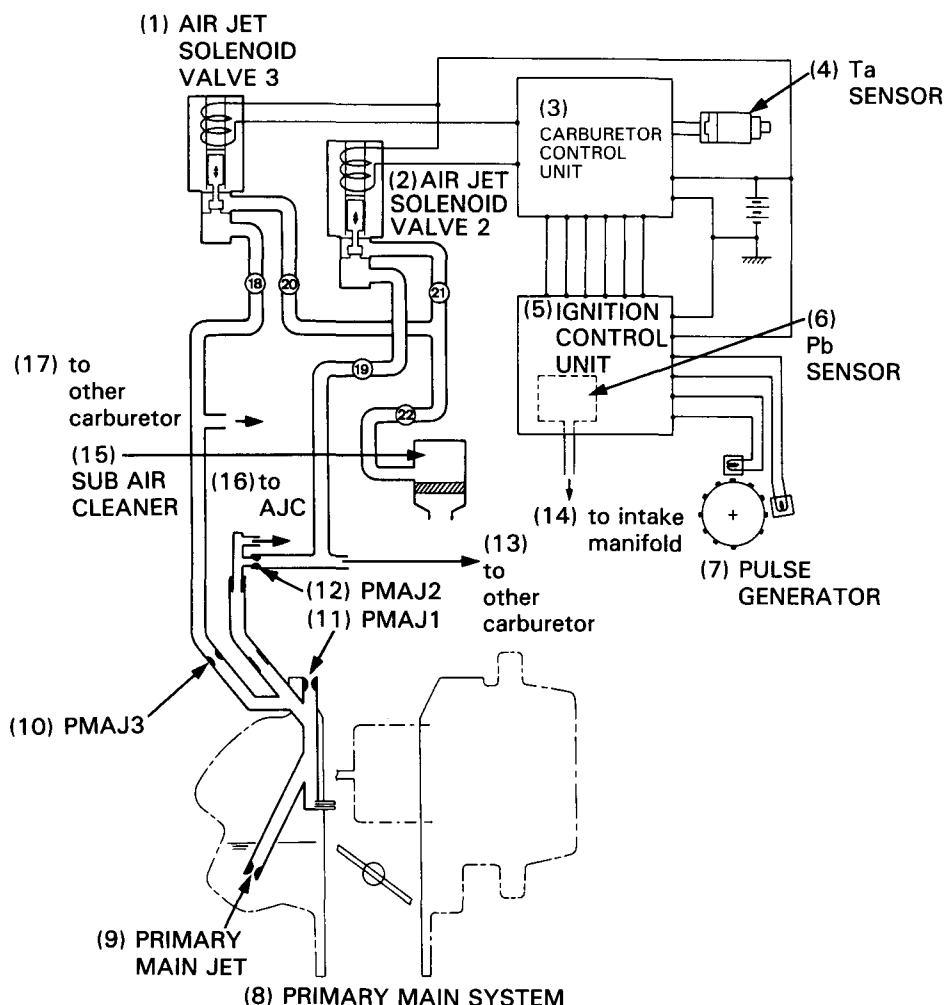 (1) AIR JET
SOLENOID
VALVE 3
(2) AIR JET
SOLENOID
VALVE 2
(3)
CARBURETOR
CONTROL
UNIT
(4) Ta
SENSOR
(5) IGNITION
CONTROL
UNIT
(6)
Pb
SENSOR
18
20
21
19
22
(17) to
other
carburetor
(15)
SUB AIR
CLEANER
(16) to
AJC
(14) to intake
manifold
(7) PULSE
GENERATOR
(13)
to
other
carburetor
(12) PMAJ2
(11) PMAJ1
(10) PMAJ3
(9) PRIMARY
MAIN JET
(8) PRIMARY MAIN SYSTEM